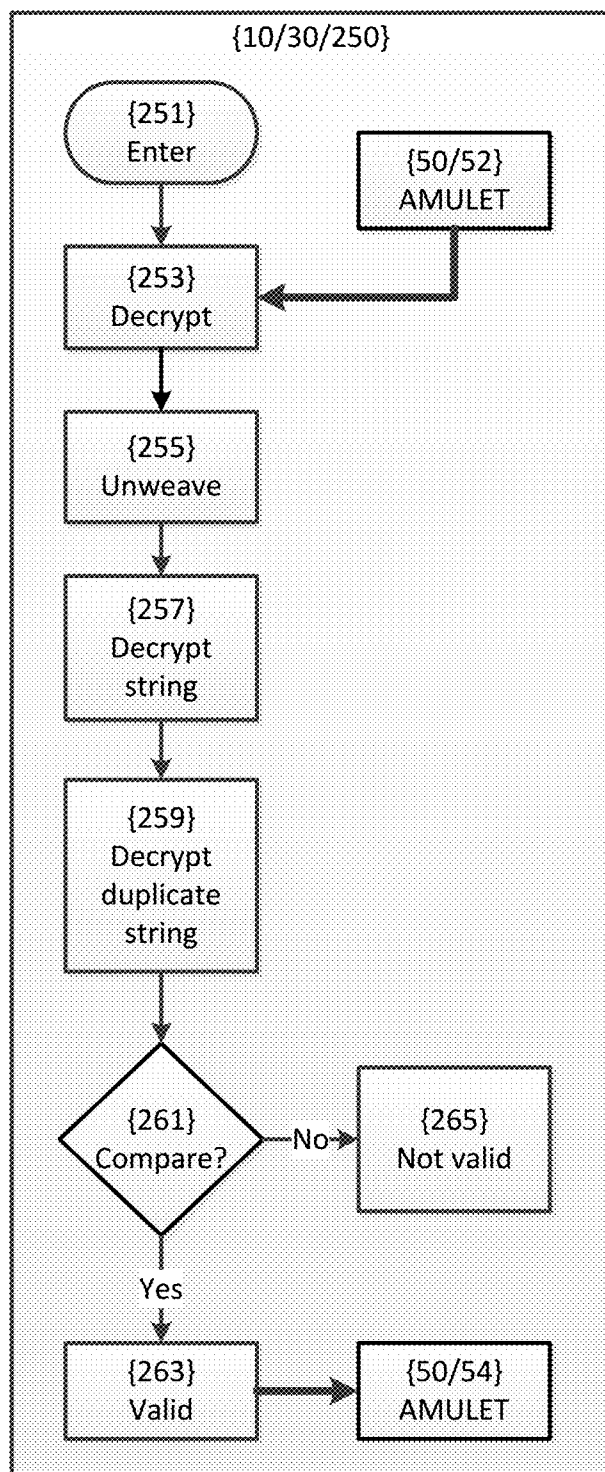 {10/30/250}
{251}
Enter
{50/52}
AMULET
{253}
Decrypt
{255}
Unweave
{257}
Decrypt
string
{259}
Decrypt
duplicate
string
{261}
Compare?
No
{265}
Not valid
Yes
{263}
Valid
{50/54}
AMULET